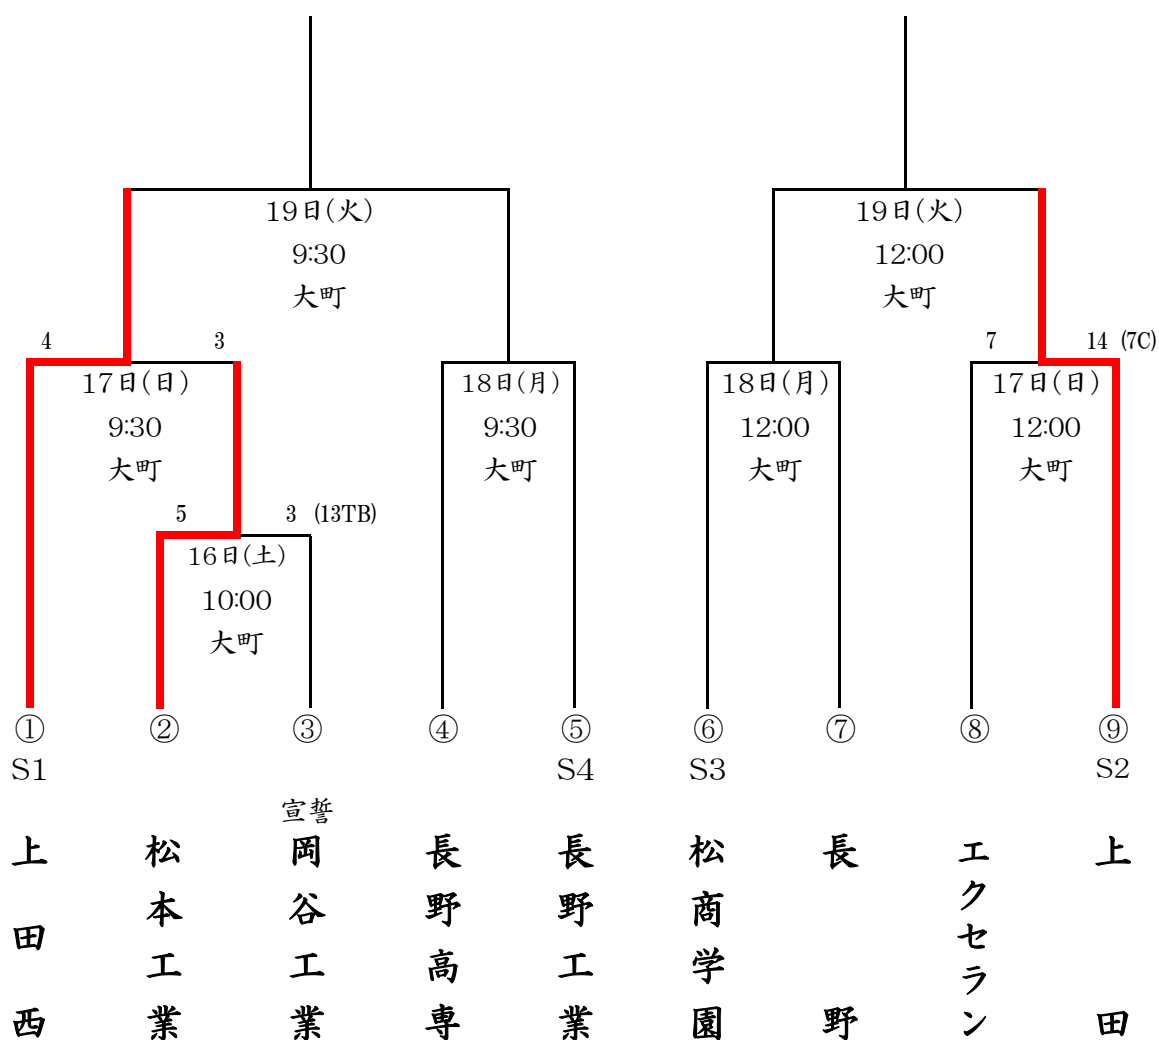 19日(火)
9:30
大町
19日(火)
12:00
大町
4
3
7
14 (7C)
17日(日)
9:30
大町
18日(月)
9:30
大町
18日(月)
12:00
大町
17日(日)
12:00
大町
5
3 (13TB)
16日(土)
10:00
大町
① ② ③ ④ ⑤ ⑥ ⑦ ⑧ ⑨
S1
S4
S3
S2
宣誓
上田西
松本工業
岡谷工業
長野高専
長野工業
松商学園
長野
エクセラン
上田